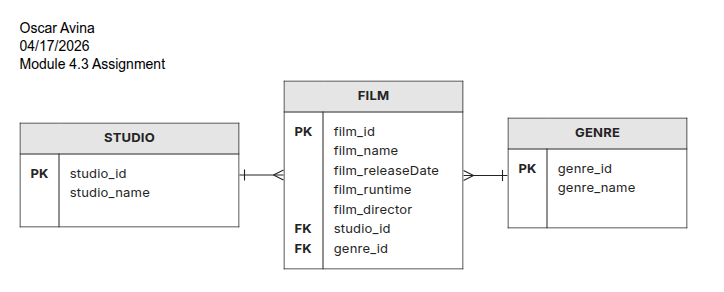 Oscar Avina
04/17/2026
Module 4.3 Assignment
STUDIO
PK studio_id
studio_name
FILM
PK film_id
film_name
film_releaseDate
film_runtime
film_director
FK studio_id
FK genre_id
GENRE
PK genre_id
genre_name